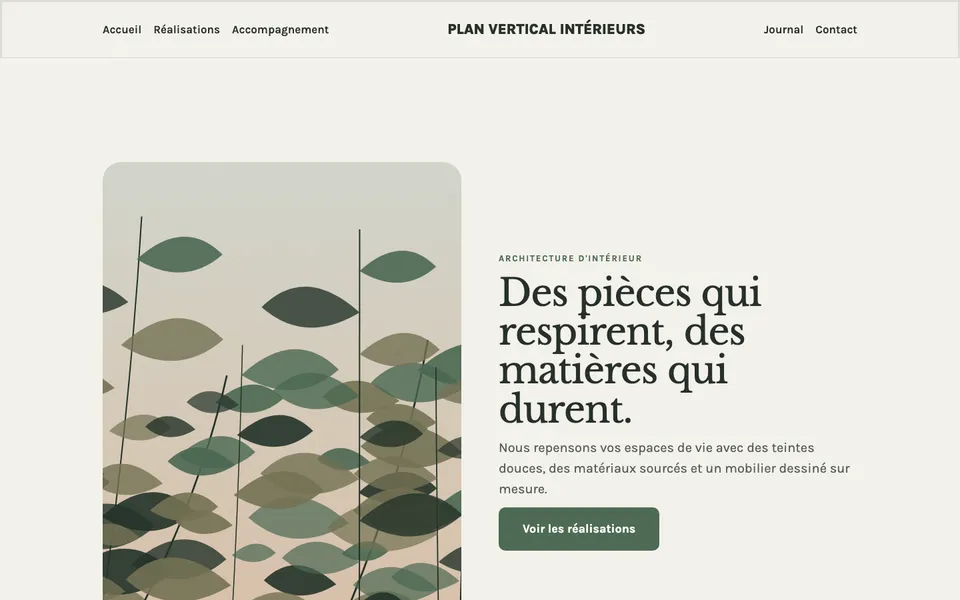 Accueil Réalisations Accompagnement
PLAN VERTICAL INTÉRIEURS
Journal Contact
ARCHITECTURE D'INTÉRIEUR
Des pièces qui
respirent, des
matières qui
durent.
Nous repensons vos espaces de vie avec des teintes
douces, des matériaux sourcés et un mobilier dessiné sur
mesure.
Voir les réalisations